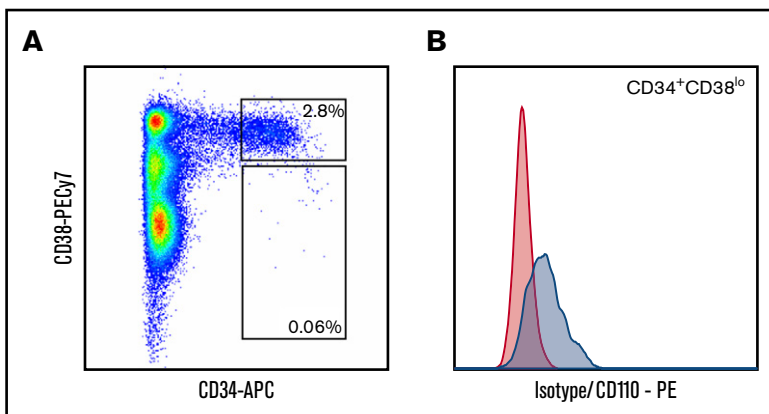 A
B
CD34⁺CD38ˡᵒ
2.8%
0.06%
CD38-PECy7
CD34-APC
Isotype/CD110 - PE